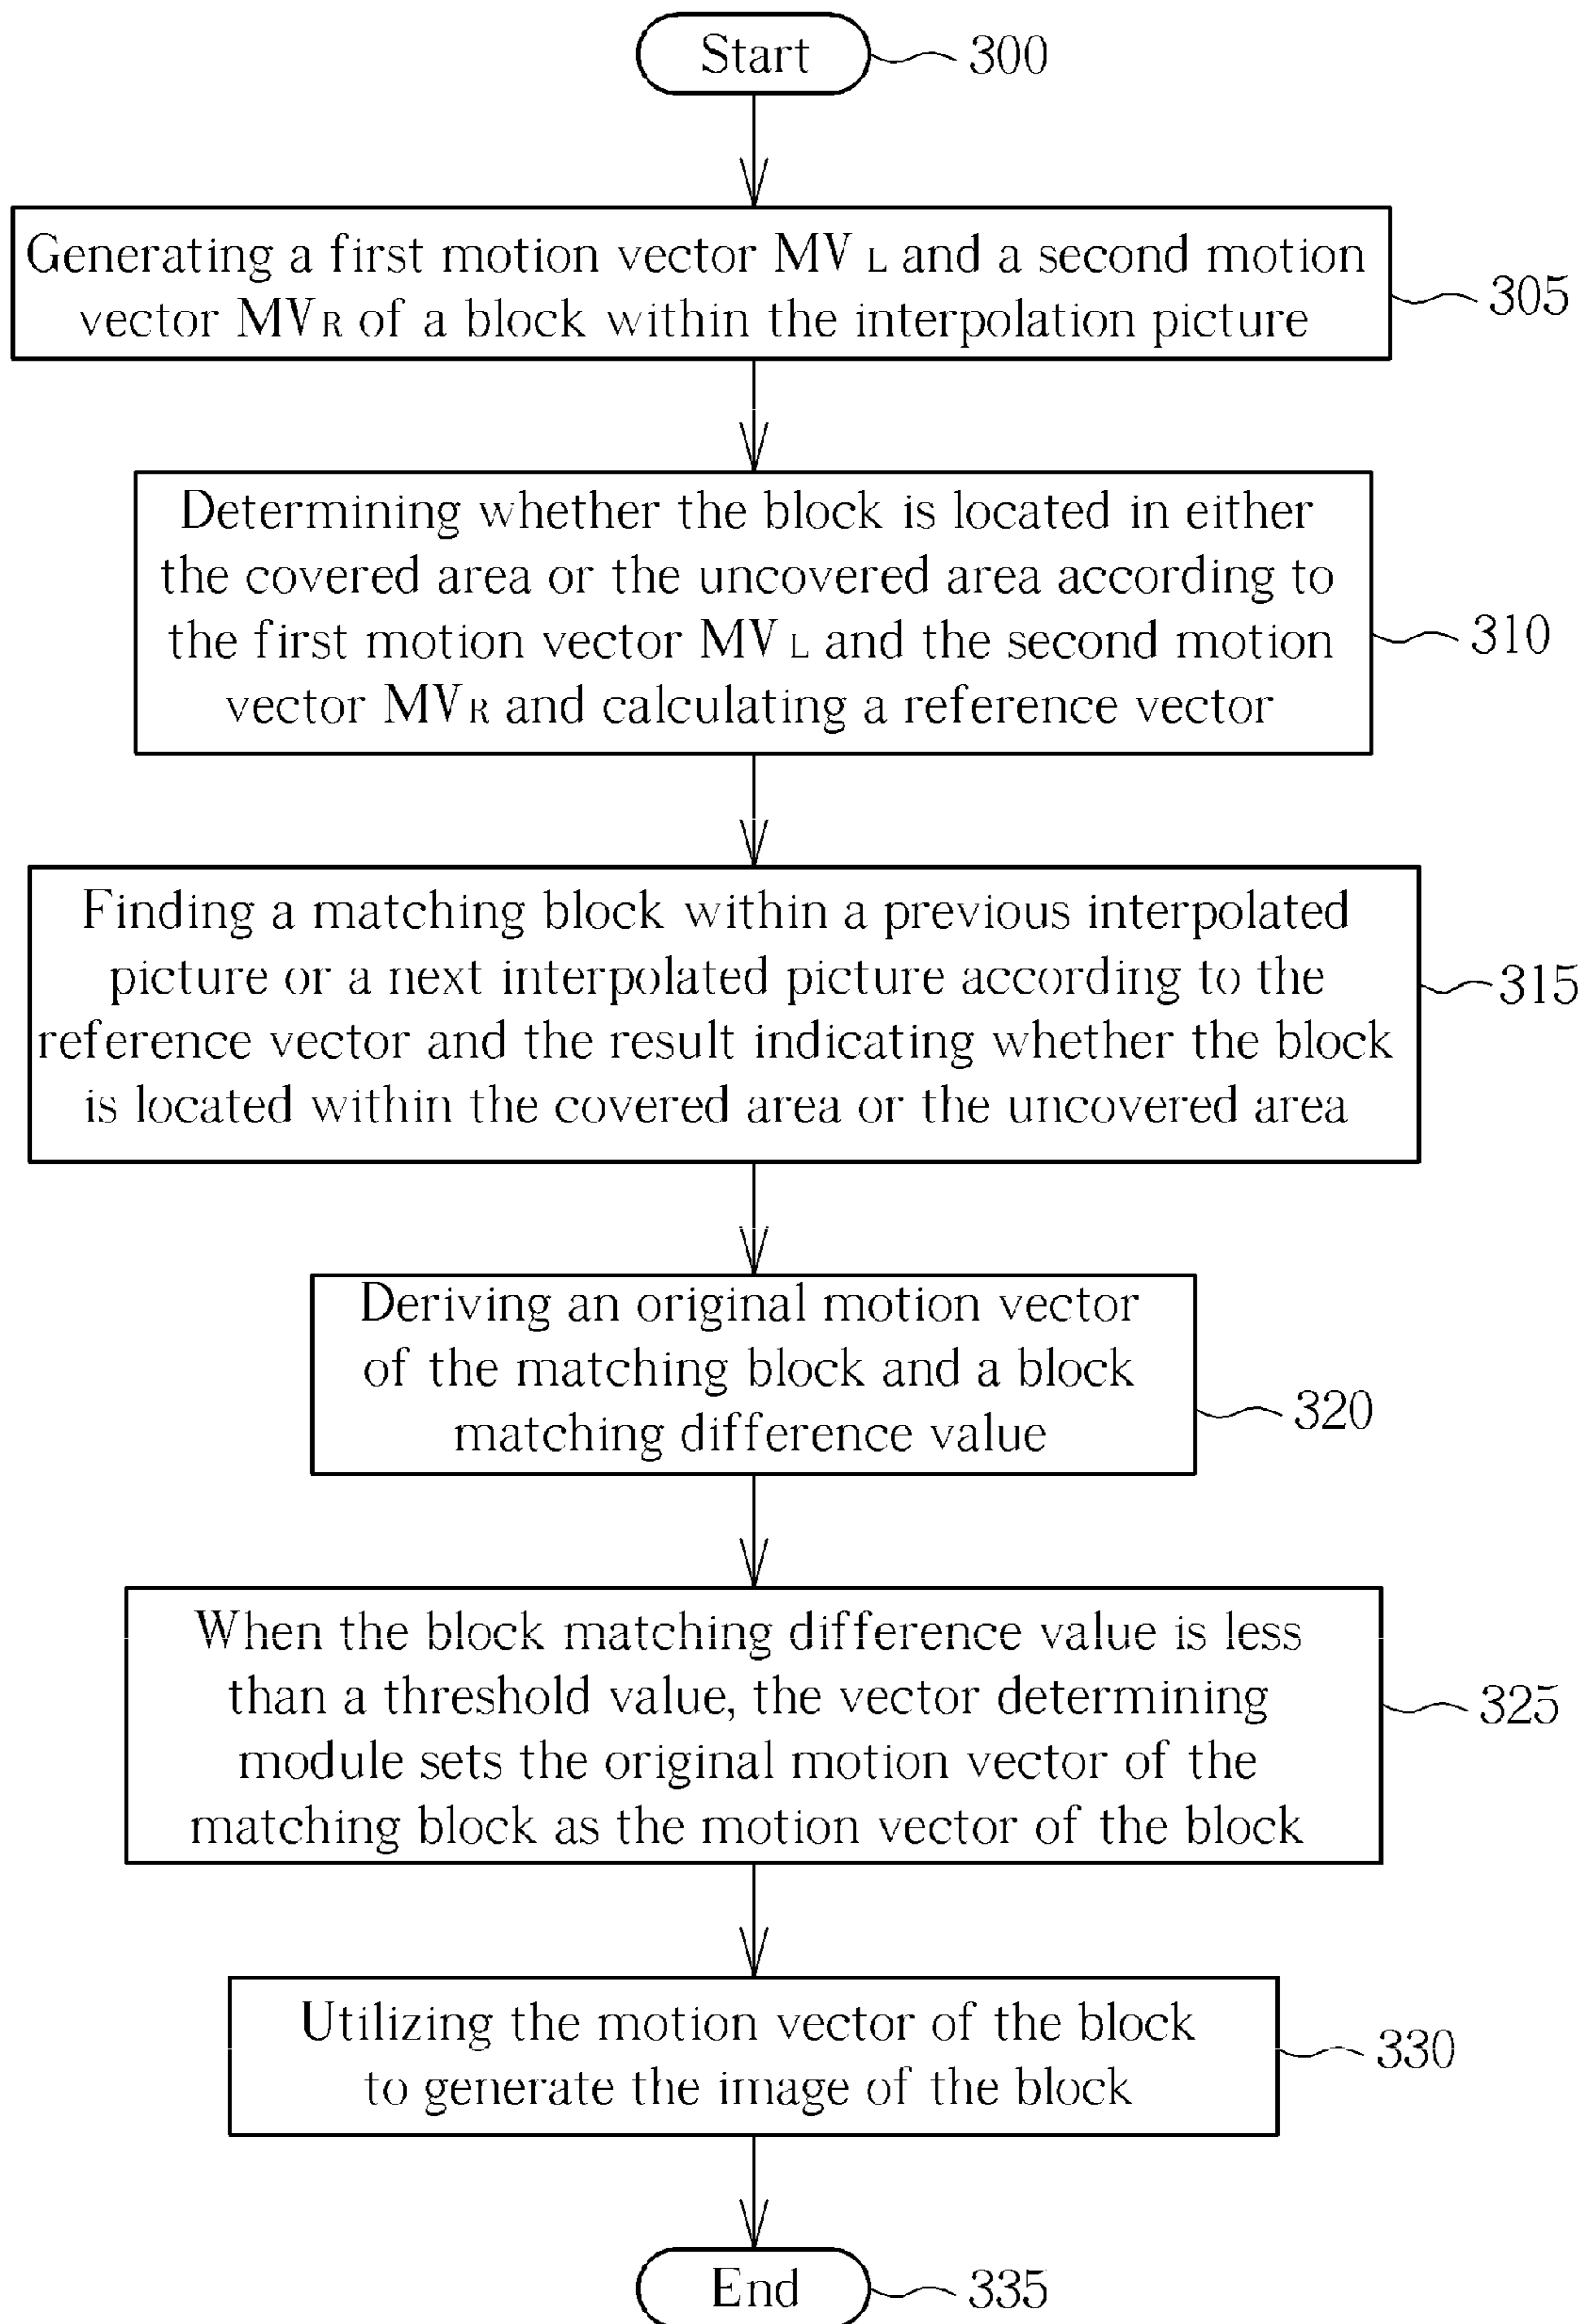 Start
300
Generating a first motion vector MV L and a second motion
vector MVR of a block within the interpolation picture
305
Determining whether the block is located in either
the covered area or the uncovered area according to
the first motion vector MV L and the second motion
vector MVR and calculating a reference vector
310
Finding a matching block within a previous interpolated
picture or a next interpolated picture according to the
reference vector and the result indicating whether the block
is located within the covered area or the uncovered area
315
Deriving an original motion vector
of the matching block and a block
matching difference value
320
When the block matching difference value is less
than a threshold value, the vector determining
module sets the original motion vector of the
matching block as the motion vector of the block
325
Utilizing the motion vector of the block
to generate the image of the block
330
End
335